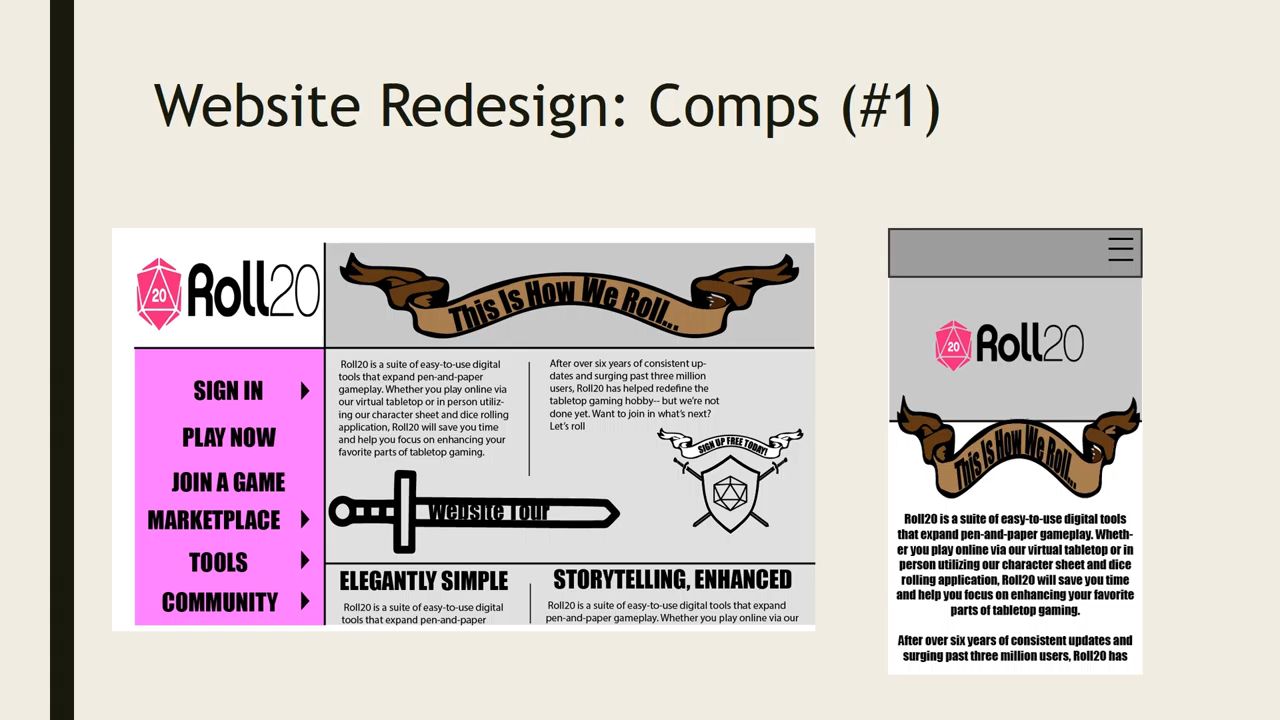 Website Redesign: Comps (#1)
20 Roll20
This Is How We Roll...
SIGN IN
PLAY NOW
JOIN A GAME
MARKETPLACE
TOOLS
COMMUNITY
Roll20 is a suite of easy-to-use digital
tools that expand pen-and-paper
gameplay. Whether you play online via
our virtual tabletop or in person utiliz-
ing our character sheet and dice rolling
application, Roll20 will save you time
and help you focus on enhancing your
favorite parts of tabletop gaming.
After over six years of consistent up-
dates and surging past three million
users, Roll20 has helped redefine the
tabletop gaming hobby-- but we're not
done yet. Want to join in what's next?
Let's roll
SIGN UP FREE TODAY!
Website Tour
ELEGANTLY SIMPLE
Roll20 is a suite of easy-to-use digital
tools that expand pen-and-paper
STORYTELLING, ENHANCED
Roll20 is a suite of easy-to-use digital tools that expand
pen-and-paper gameplay. Whether you play online via our
20 Roll20
This Is How We Roll...
Roll20 is a suite of easy-to-use digital tools
that expand pen-and-paper gameplay. Wheth-
er you play online via our virtual tabletop or in
person utilizing our character sheet and dice
rolling application, Roll20 will save you time
and help you focus on enhancing your favorite
parts of tabletop gaming.
After over six years of consistent updates and
surging past three million users, Roll20 has